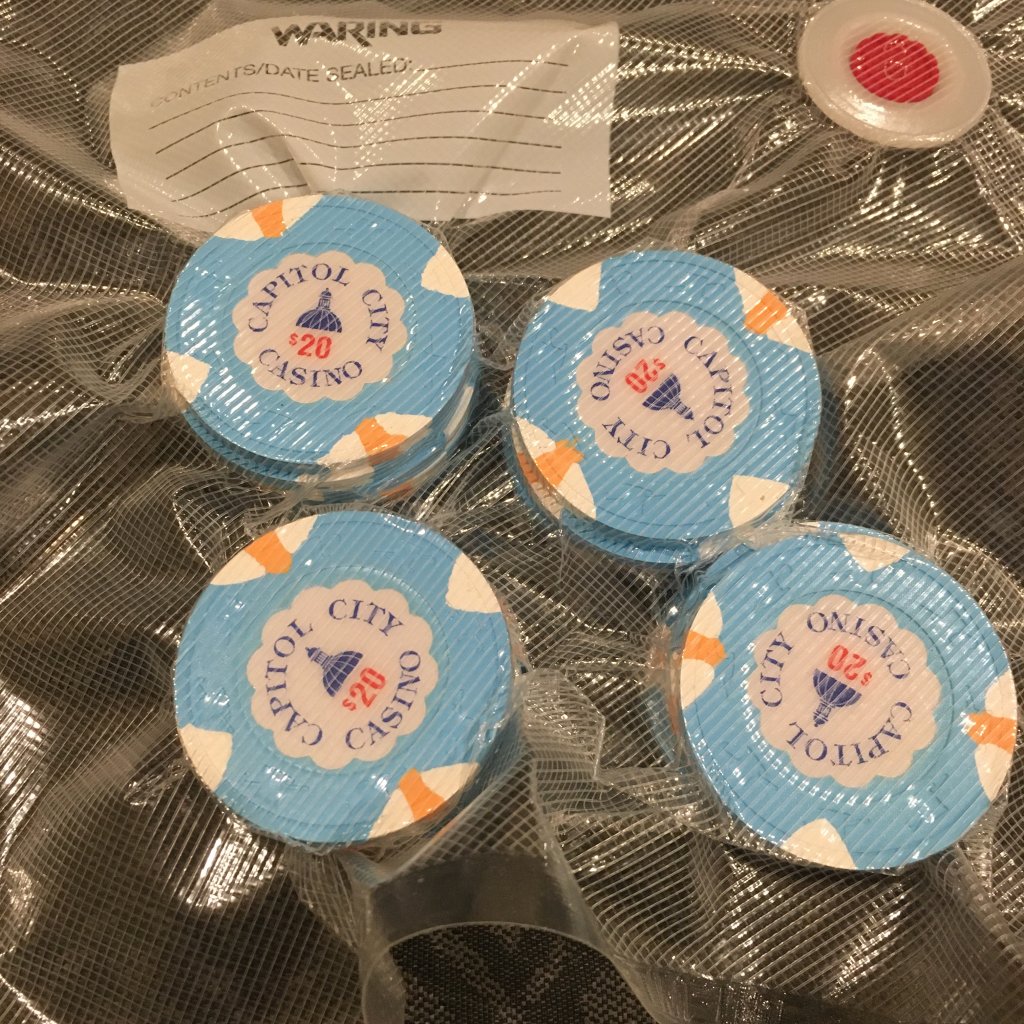 WARING
CONTENTS/DATE SEALED:
CAPITOL CITY
$20
CASINO
CAPITOL CITY
$20
CASINO
CAPITOL CITY
$20
CASINO
CAPITOL CITY
$20
CASINO